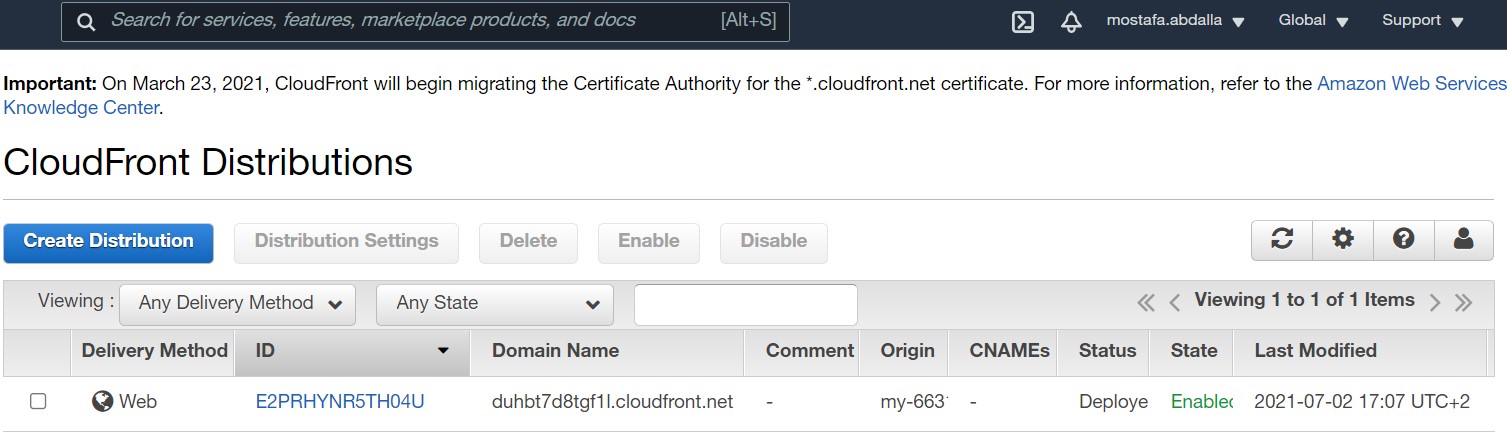 Search for services, features, marketplace products, and docs [Alt+S] mostafa.abdalla Global Support
Important: On March 23, 2021, CloudFront will begin migrating the Certificate Authority for the *.cloudfront.net certificate. For more information, refer to the Amazon Web Services
Knowledge Center.
CloudFront Distributions
Create Distribution Distribution Settings Delete Enable Disable
Viewing : Any Delivery Method Any State Viewing 1 to 1 of 1 Items
Delivery Method ID Domain Name Comment Origin CNAMEs Status State Last Modified
Web E2PRHYNR5TH04U duhbt7d8tgf1l.cloudfront.net - my-663 - Deploye Enabled 2021-07-02 17:07 UTC+2